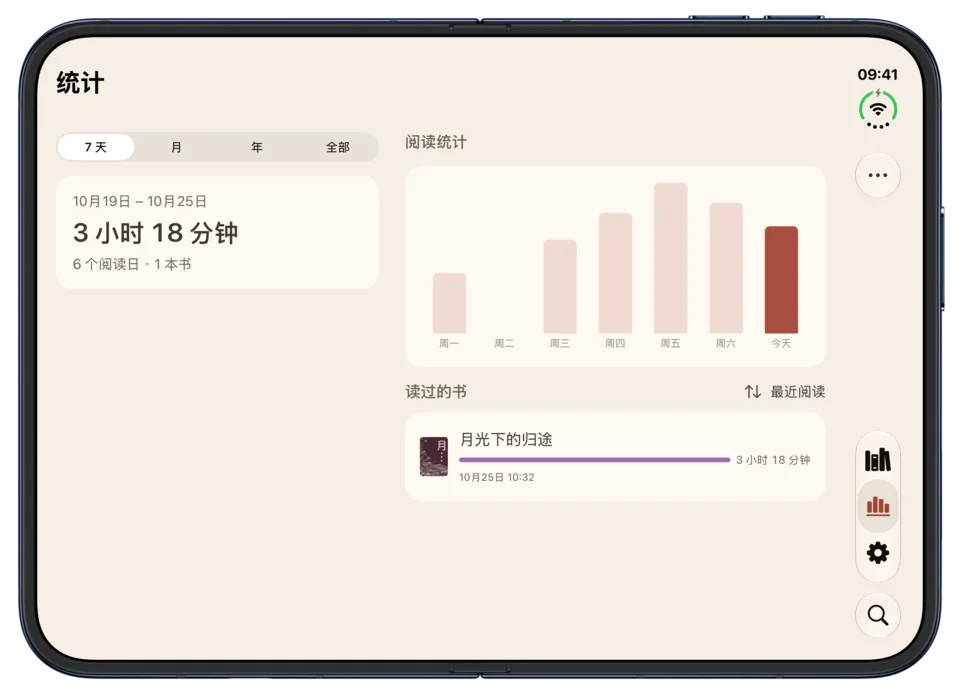 统计
09:41
7 天
月
年
全部
10月19日 – 10月25日
3 小时 18 分钟
6 个阅读日 · 1 本书
阅读统计
周一
周二
周三
周四
周五
周六
今天
读过的书
最近阅读
月…
月光下的归途
3 小时 18 分钟
10月25日 10:32